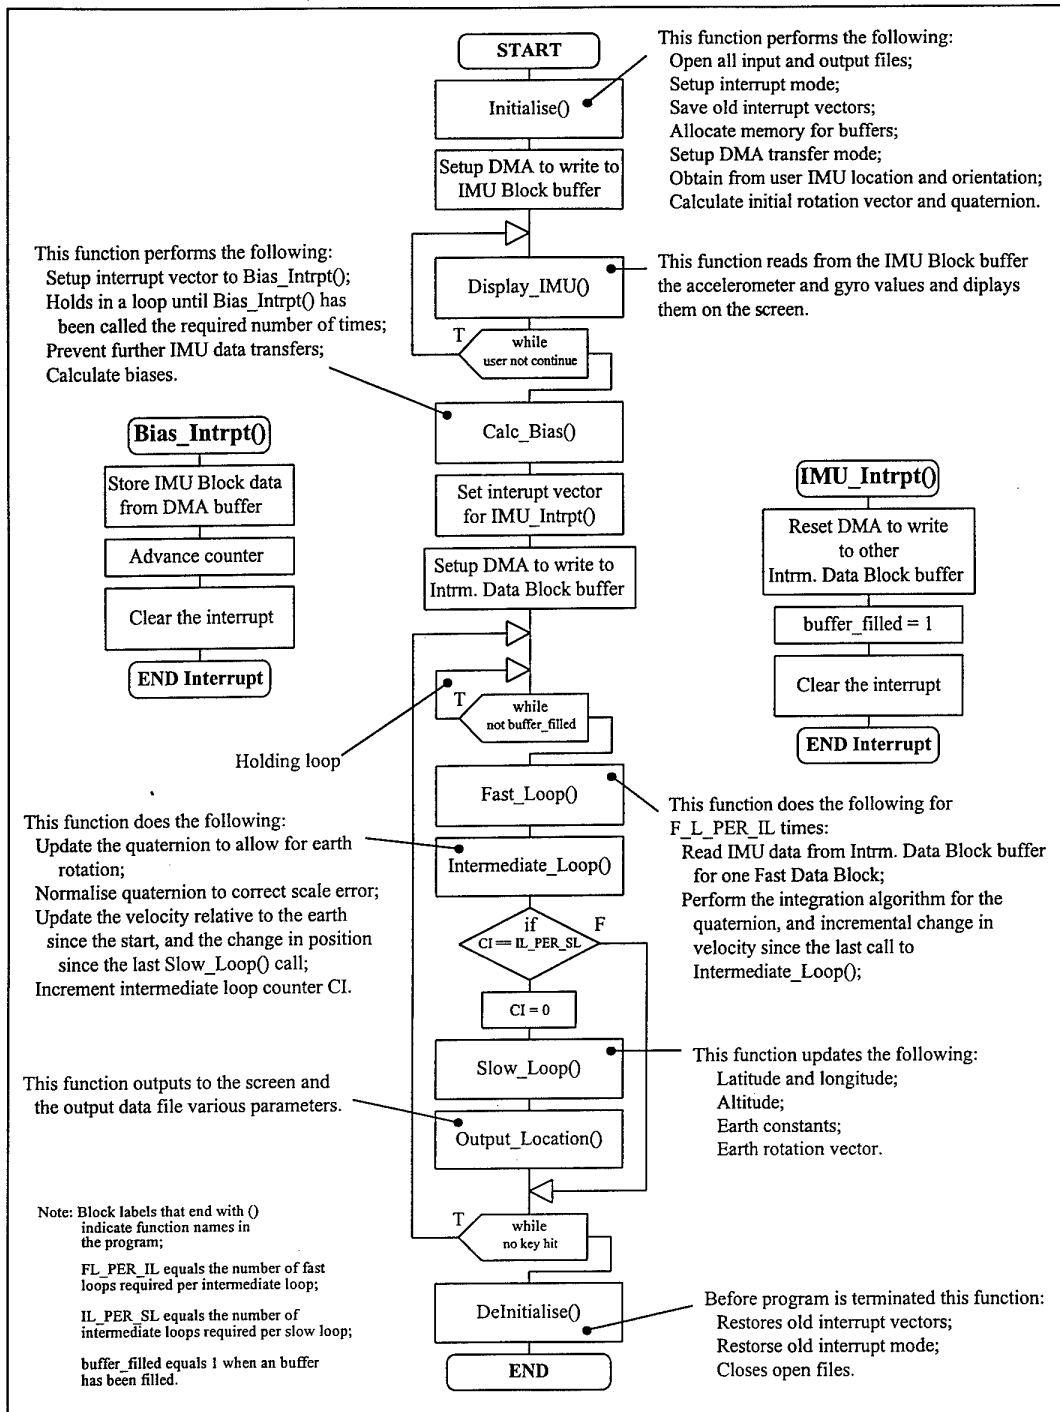 START
This function performs the following:
Open all input and output files;
Setup interrupt mode;
Save old interrupt vectors;
Allocate memory for buffers;
Setup DMA transfer mode;
Obtain from user IMU location and orientation;
Calculate initial rotation vector and quaternion.
Initialise()
Setup DMA to write to
IMU Block buffer
This function performs the following:
Setup interrupt vector to Bias_Intrpt();
Holds in a loop until Bias_Intrpt() has
been called the required number of times;
Prevent further IMU data transfers;
Calculate biases.
Display_IMU()
This function reads from the IMU Block buffer
the accelerometer and gyro values and diplays
them on the screen.
T
while
user not continue
Calc_Bias()
Bias_Intrpt()
Store IMU Block data
from DMA buffer
Advance counter
Clear the interrupt
END Interrupt
Set interupt vector
for IMU_Intrpt()
Setup DMA to write to
Intrm. Data Block buffer
IMU_Intrpt()
Reset DMA to write
to other
Intrm. Data Block buffer
buffer_filled = 1
Clear the interrupt
END Interrupt
T
while
not buffer_filled
Holding loop
Fast_Loop()
This function does the following for
F_L_PER_IL times:
Read IMU data from Intrm. Data Block buffer
for one Fast Data Block;
Perform the integration algorithm for the
quaternion, and incremental change in
velocity since the last call to
Intermediate_Loop();
This function does the following:
Update the quaternion to allow for earth
rotation;
Normalise quaternion to correct scale error;
Update the velocity relative to the earth
since the start, and the change in position
since the last Slow_Loop() call;
Increment intermediate loop counter CI.
Intermediate_Loop()
if
CI == IL_PER_SL
F
CI = 0
Slow_Loop()
This function updates the following:
Latitude and longitude;
Altitude;
Earth constants;
Earth rotation vector.
This function outputs to the screen and
the output data file various parameters.
Output_Location()
T
while
no key hit
Note: Block labels that end with ()
indicate function names in
the program;
FL_PER_IL equals the number of fast
loops required per intermediate loop;
IL_PER_SL equals the number of
intermediate loops required per slow loop;
buffer_filled equals 1 when an buffer
has been filled.
DeInitialise()
Before program is terminated this function:
Restores old interrupt vectors;
Restorse old interrupt mode;
Closes open files.
END